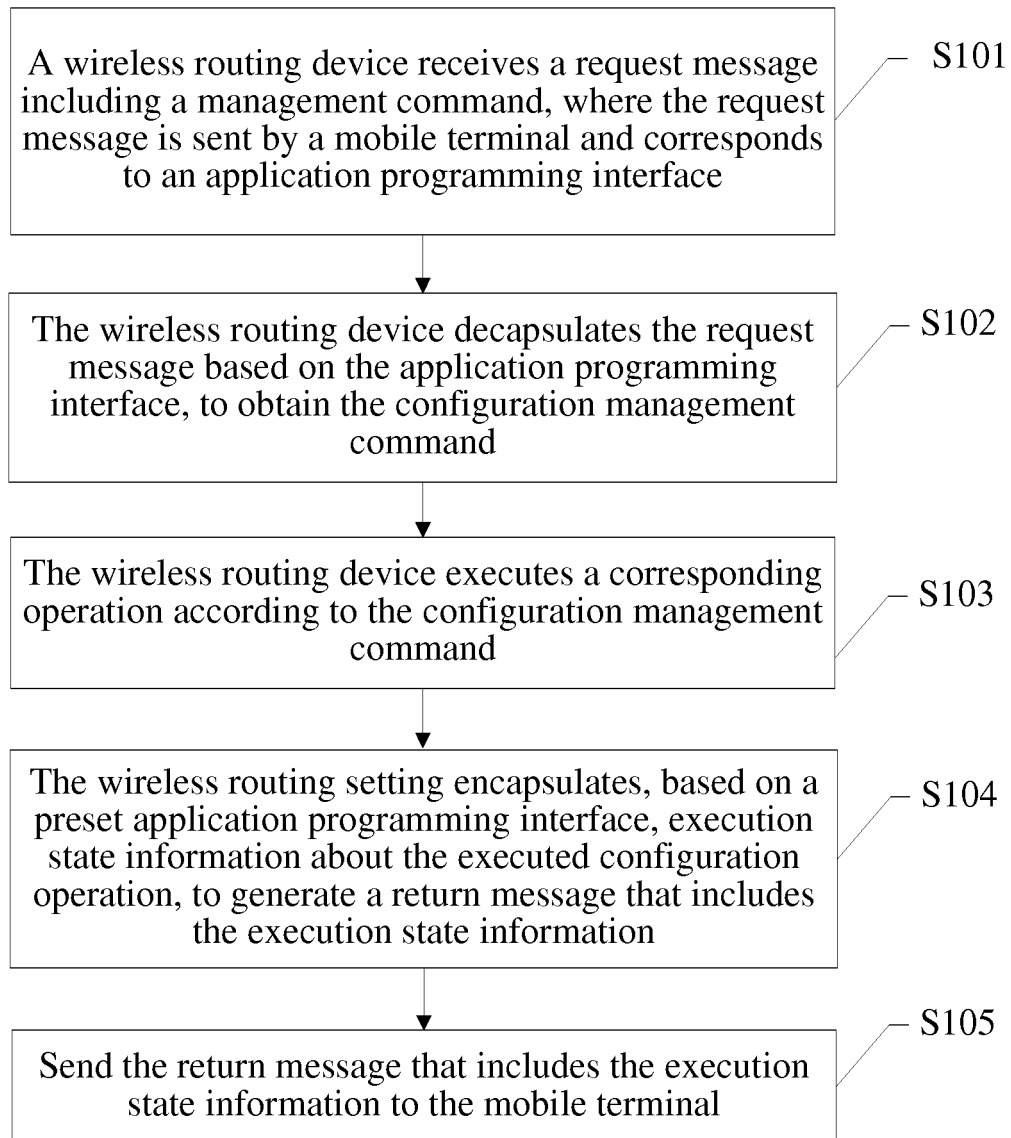 A wireless routing device receives a request message
including a management command, where the request
message is sent by a mobile terminal and corresponds
to an application programming interface
S101
The wireless routing device decapsulates the request
message based on the application programming
interface, to obtain the configuration management
command
S102
The wireless routing device executes a corresponding
operation according to the configuration management
command
S103
The wireless routing setting encapsulates, based on a
preset application programming interface, execution
state information about the executed configuration
operation, to generate a return message that includes
the execution state information
S104
Send the return message that includes the execution
state information to the mobile terminal
S105